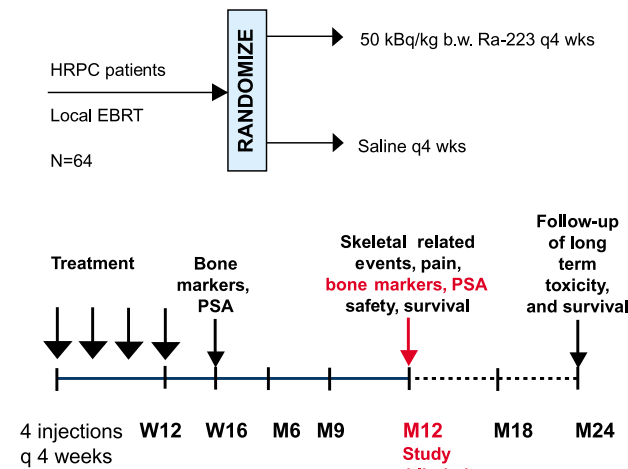 HRPC patients
Local EBRT
N=64
RANDOMIZE
50 kBq/kg b.w. Ra-223 q4 wks
Saline q4 wks
Treatment
Bone
markers,
PSA
Skeletal related
events, pain,
bone markers, PSA
safety, survival
Follow-up
of long
term
toxicity,
and survival
4 injections
q 4 weeks
W12
W16
M6
M9
M12
Study
M18
M24